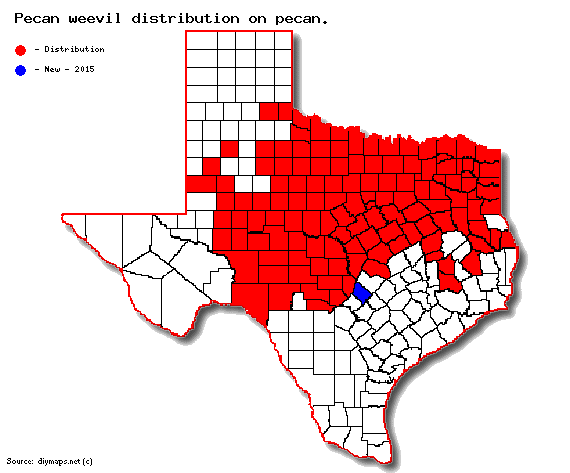 Pecan weevil distribution on pecan.
- Distribution
- New - 2015
Source: diymaps.net (c)